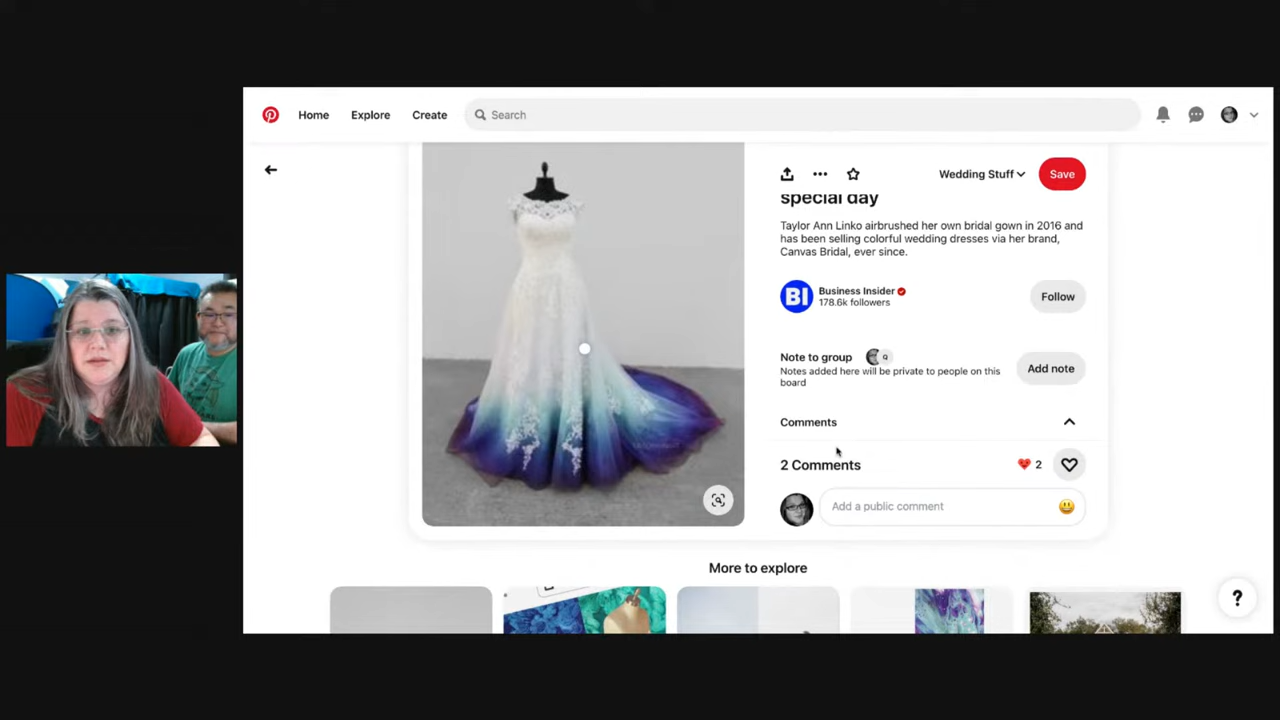 Home
Explore
Create
Search
Wedding Stuff
Save
special day
Taylor Ann Linko airbrushed her own bridal gown in 2016 and
has been selling colorful wedding dresses via her brand,
Canvas Bridal, ever since.
BI
Business Insider
178.6k followers
Follow
Note to group
Q
Notes added here will be private to people on this
board
Add note
Comments
2 Comments
2
Add a public comment
More to explore
?